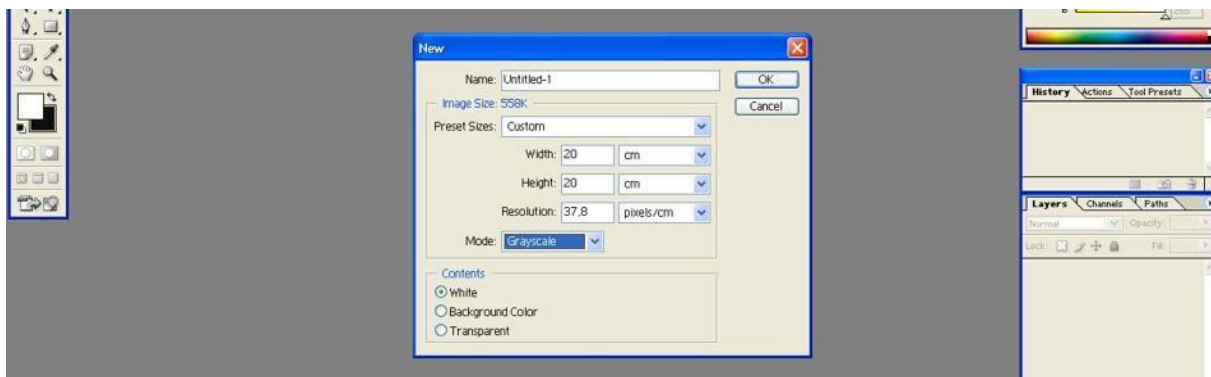 New
Name: Untitled-1
OK
Image Size: 558K
Cancel
Preset Sizes: Custom
Width: 20 cm
Height: 20 cm
Resolution: 37,8 pixels/cm
Mode: Grayscale
Contents
White
Background Color
Transparent
B 255
History Actions Tool Presets
Layers Channels Paths
Normal Opacity:
Lock: Fill: